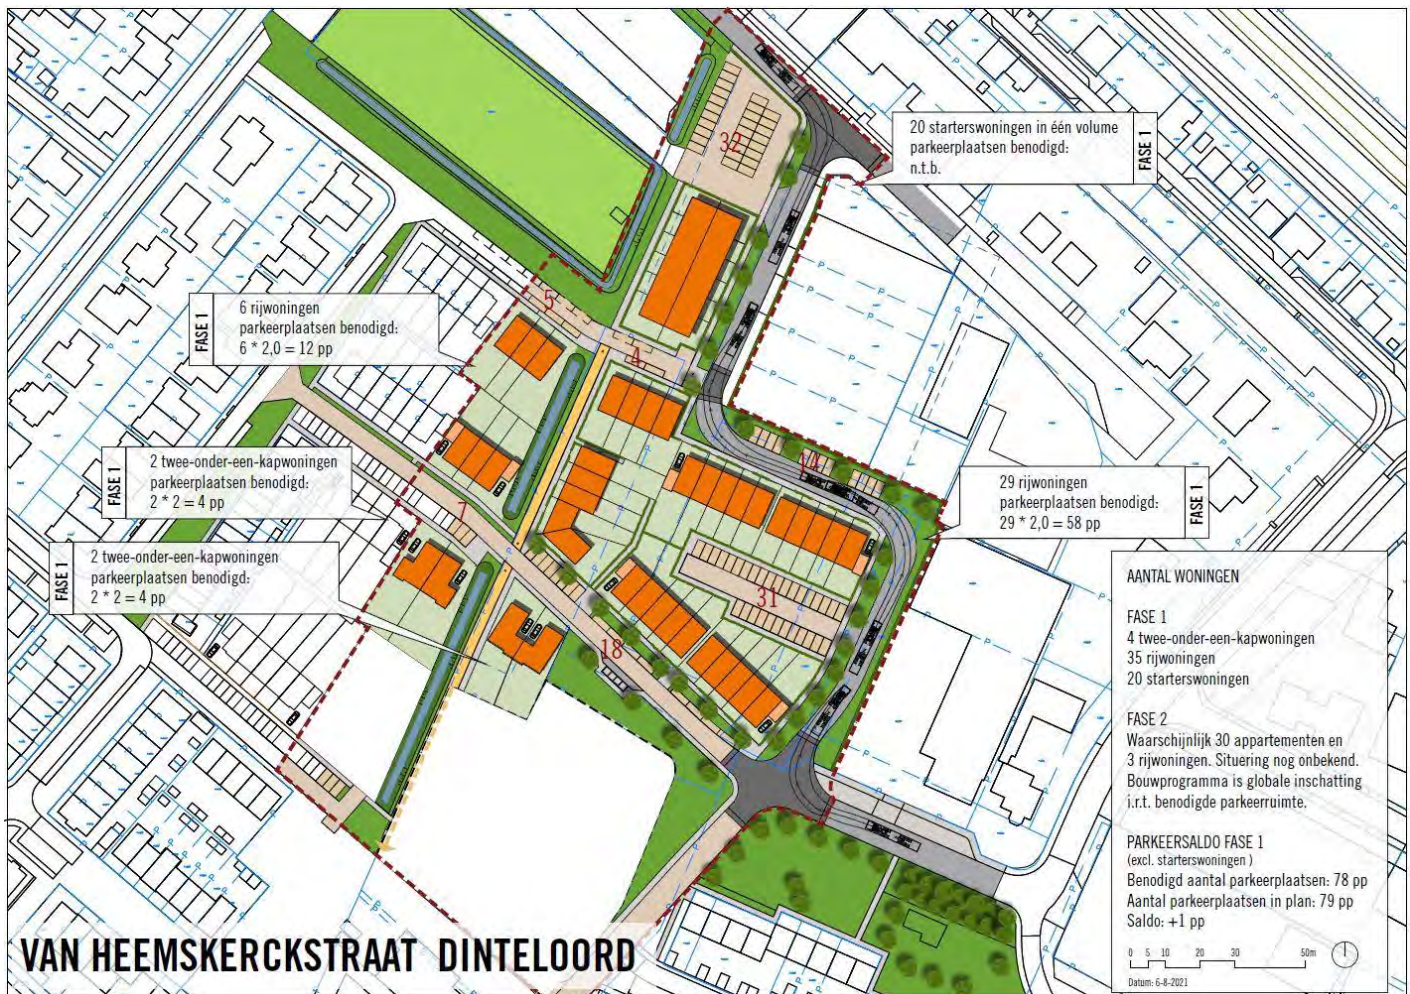 32
20 starterswoningen in één volume
parkeerplaatsen benodigd:
n.t.b.
FASE 1
5
FASE 1
6 rijwoningen
parkeerplaatsen benodigd:
6 * 2,0 = 12 pp
4
14
FASE 1
2 twee-onder-een-kapwoningen
parkeerplaatsen benodigd:
2 * 2 = 4 pp
29 rijwoningen
parkeerplaatsen benodigd:
29 * 2,0 = 58 pp
FASE 1
7
FASE 1
2 twee-onder-een-kapwoningen
parkeerplaatsen benodigd:
2 * 2 = 4 pp
31
18
AANTAL WONINGEN
FASE 1
4 twee-onder-een-kapwoningen
35 rijwoningen
20 starterswoningen
FASE 2
Waarschijnlijk 30 appartementen en
3 rijwoningen. Situering nog onbekend.
Bouwprogramma is globale inschatting
i.r.t. benodigde parkeerruimte.
PARKEERSALDO FASE 1
(excl. starterswoningen )
Benodigd aantal parkeerplaatsen: 78 pp
Aantal parkeerplaatsen in plan: 79 pp
Saldo: +1 pp
0 5 10 20 30 50m
Datum: 6-8-2021
VAN HEEMSKERCKSTRAAT DINTELOORD